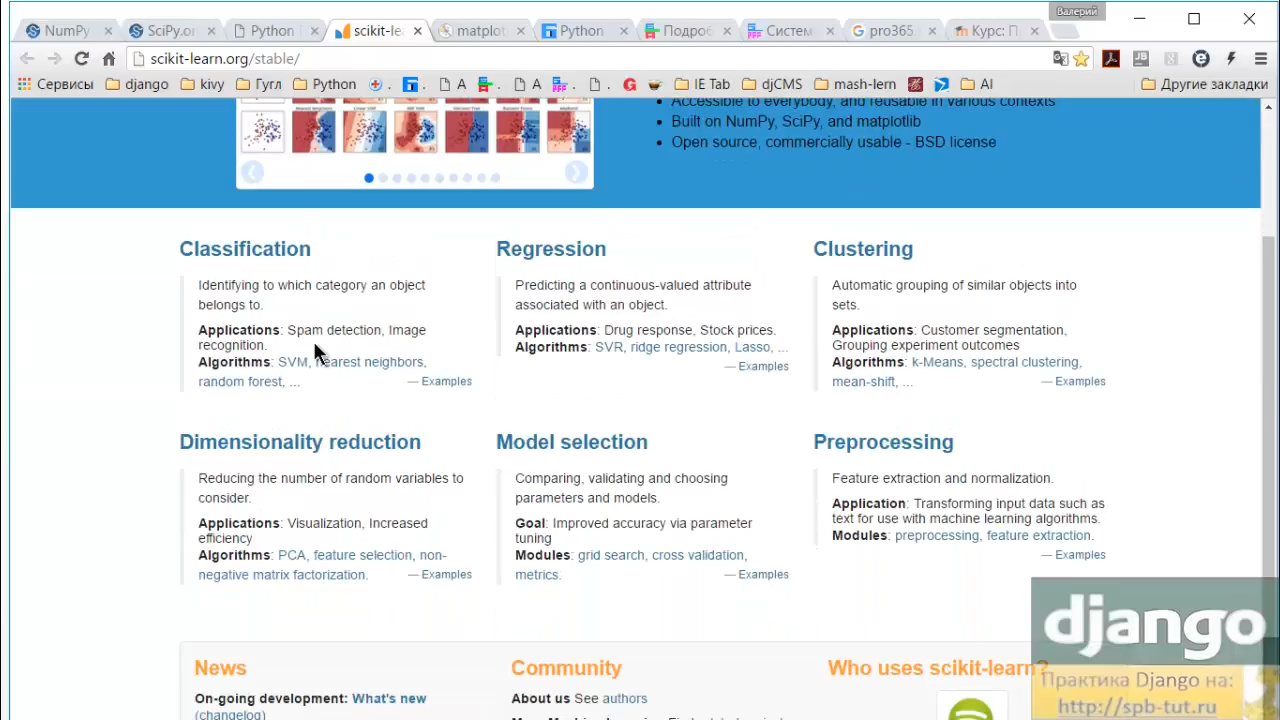 Валерий
NumPy
SciPy.or
Python
scikit-le
matplot
Python
Подроб
Систем
pro365
Курс: П
scikit-learn.org/stable/
Сервисы django kivy Гугл Python A A IE Tab djCMS mash-lern AI Другие закладки
Accessible to everybody, and reusable in various contexts
Built on NumPy, SciPy, and matplotlib
Open source, commercially usable - BSD license
Classification
Identifying to which category an object
belongs to.
Applications: Spam detection, Image
recognition.
Algorithms: SVM, nearest neighbors,
random forest, ... — Examples
Regression
Predicting a continuous-valued attribute
associated with an object.
Applications: Drug response, Stock prices.
Algorithms: SVR, ridge regression, Lasso, ...
— Examples
Clustering
Automatic grouping of similar objects into
sets.
Applications: Customer segmentation,
Grouping experiment outcomes
Algorithms: k-Means, spectral clustering,
mean-shift, ... — Examples
Dimensionality reduction
Reducing the number of random variables to
consider.
Applications: Visualization, Increased
efficiency
Algorithms: PCA, feature selection, non-
negative matrix factorization. — Examples
Model selection
Comparing, validating and choosing
parameters and models.
Goal: Improved accuracy via parameter
tuning
Modules: grid search, cross validation,
metrics. — Examples
Preprocessing
Feature extraction and normalization.
Application: Transforming input data such as
text for use with machine learning algorithms.
Modules: preprocessing, feature extraction.
— Examples
News
On-going development: What's new
(changelog)
Community
About us See authors
Who uses scikit-learn?
django
Практика Django на:
http://spb-tut.ru